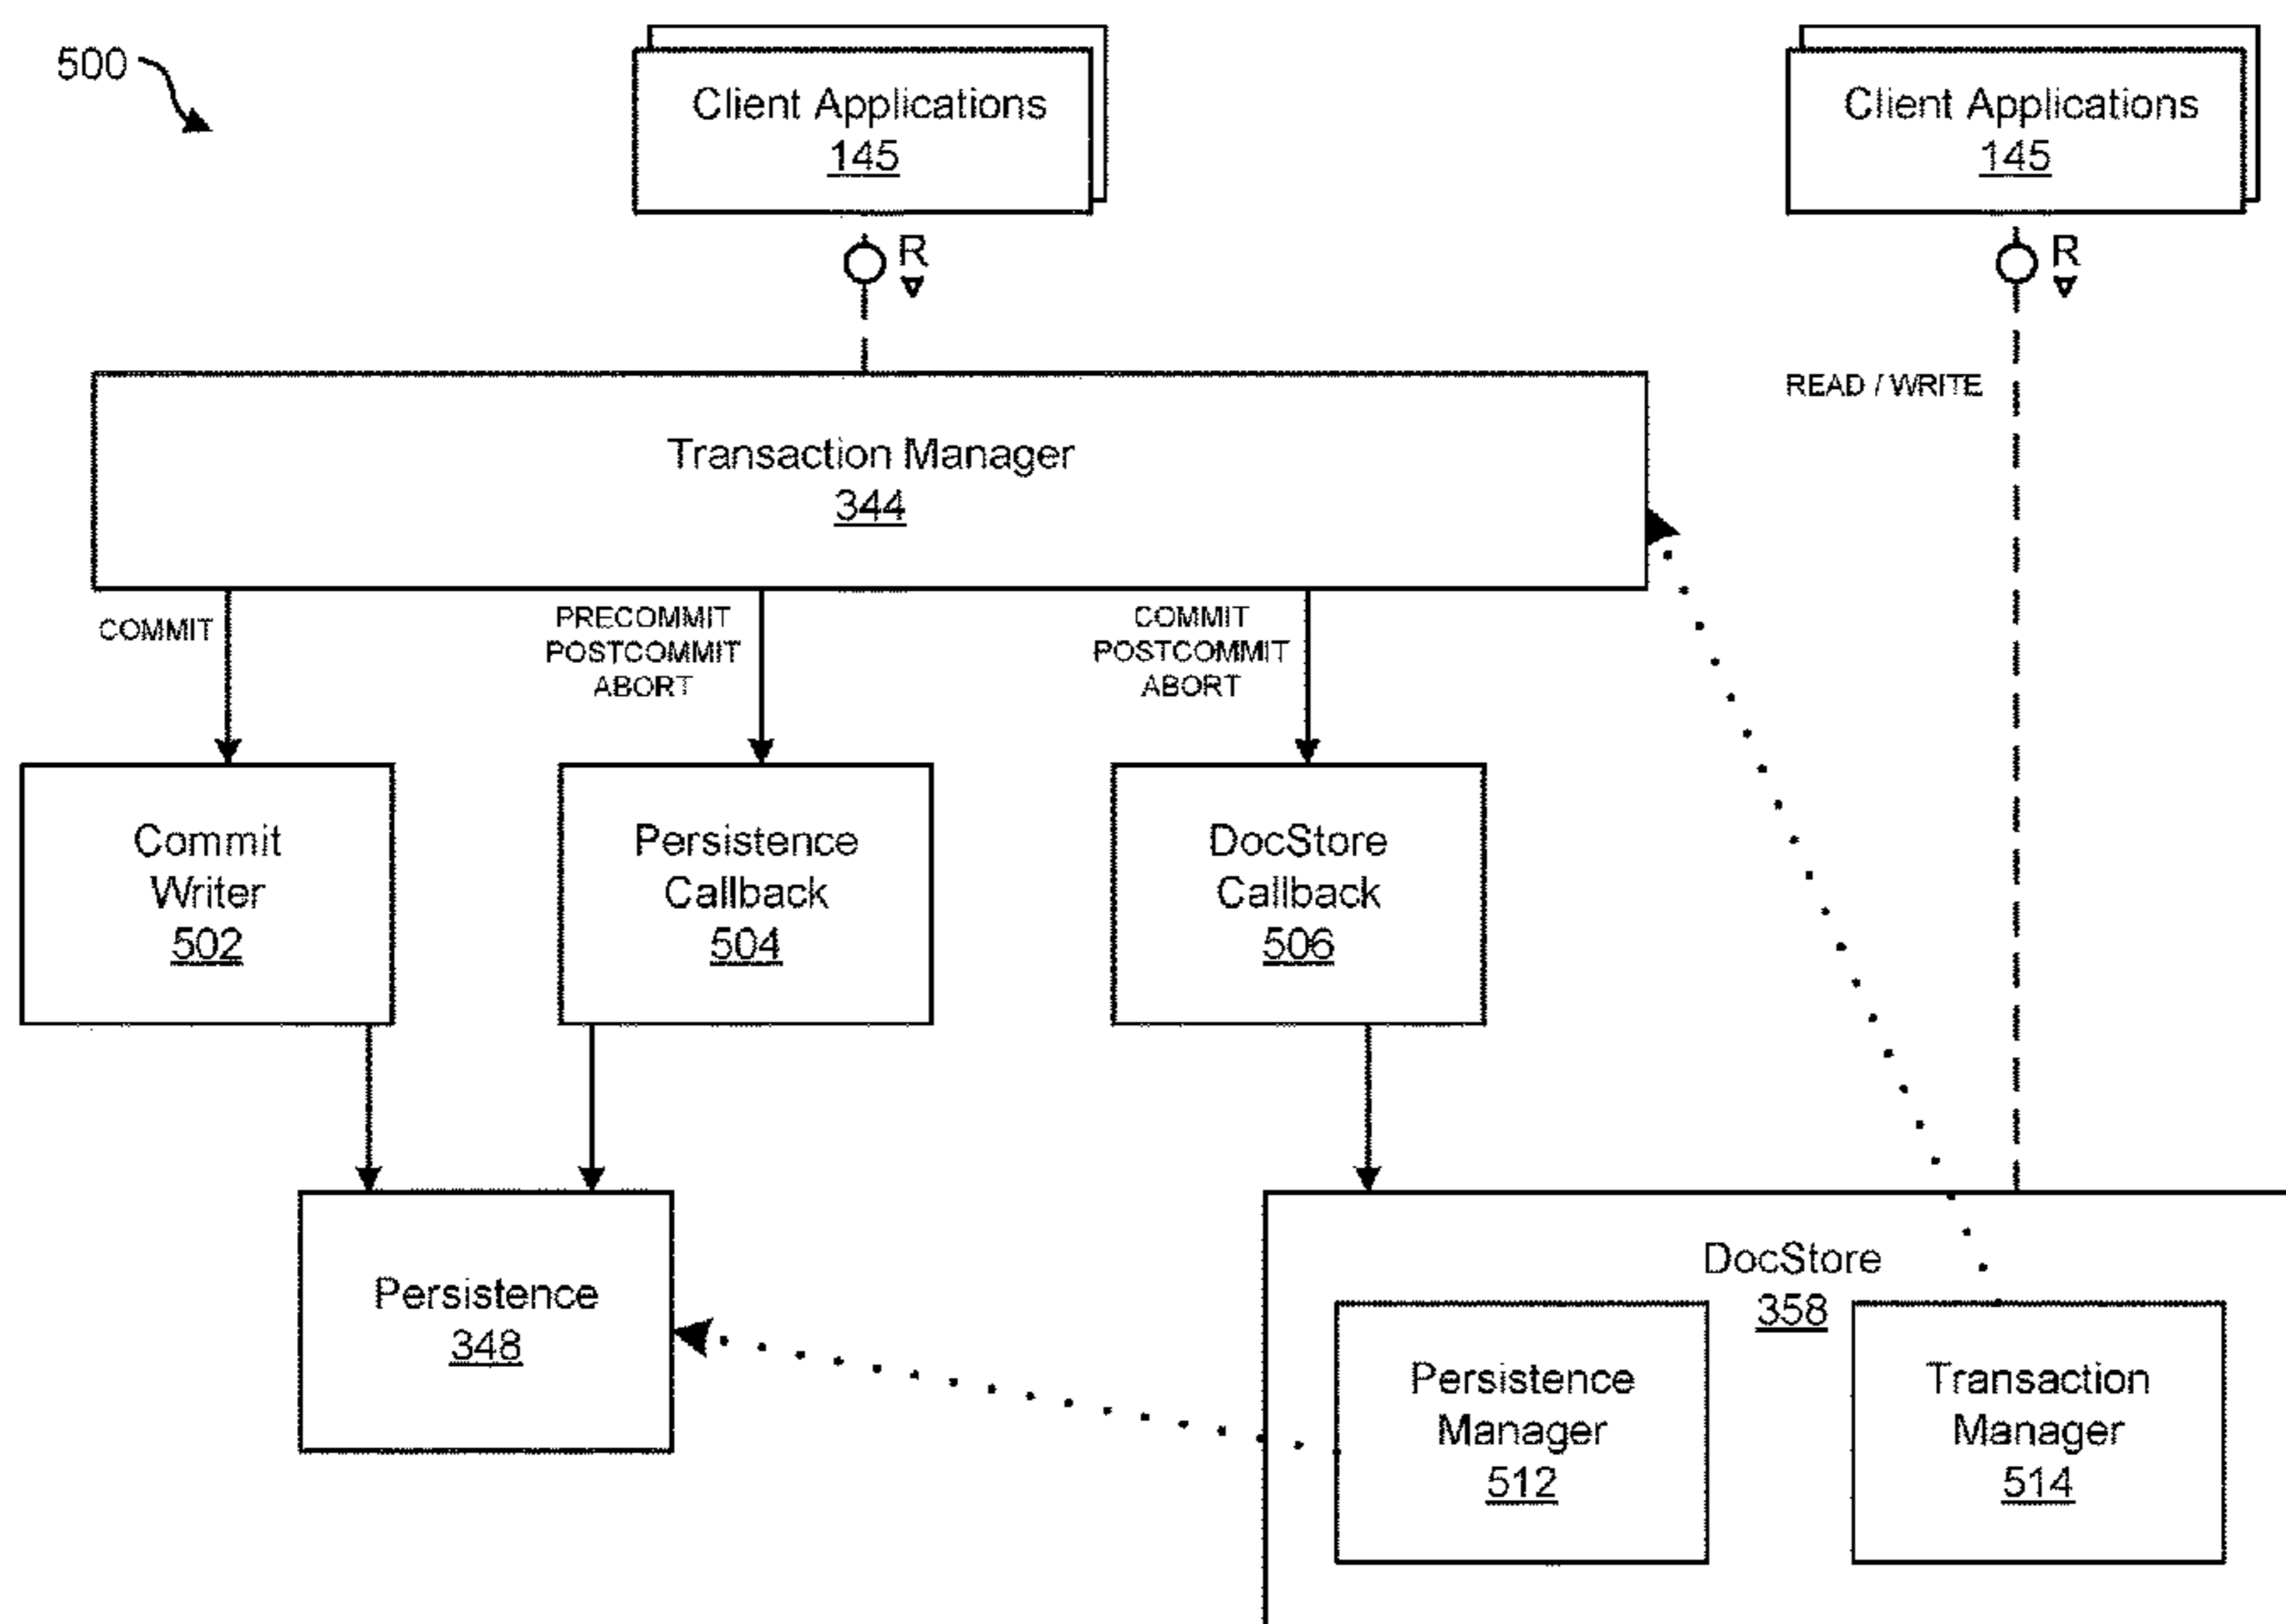 500
Client Applications
145
Client Applications
145
R
R
READ / WRITE
Transaction Manager
344
COMMIT
PRECOMMIT
POSTCOMMIT
ABORT
COMMIT
POSTCOMMIT
ABORT
Commit
Writer
502
Persistence
Callback
504
DocStore
Callback
506
Persistence
348
DocStore
358
Persistence
Manager
512
Transaction
Manager
514